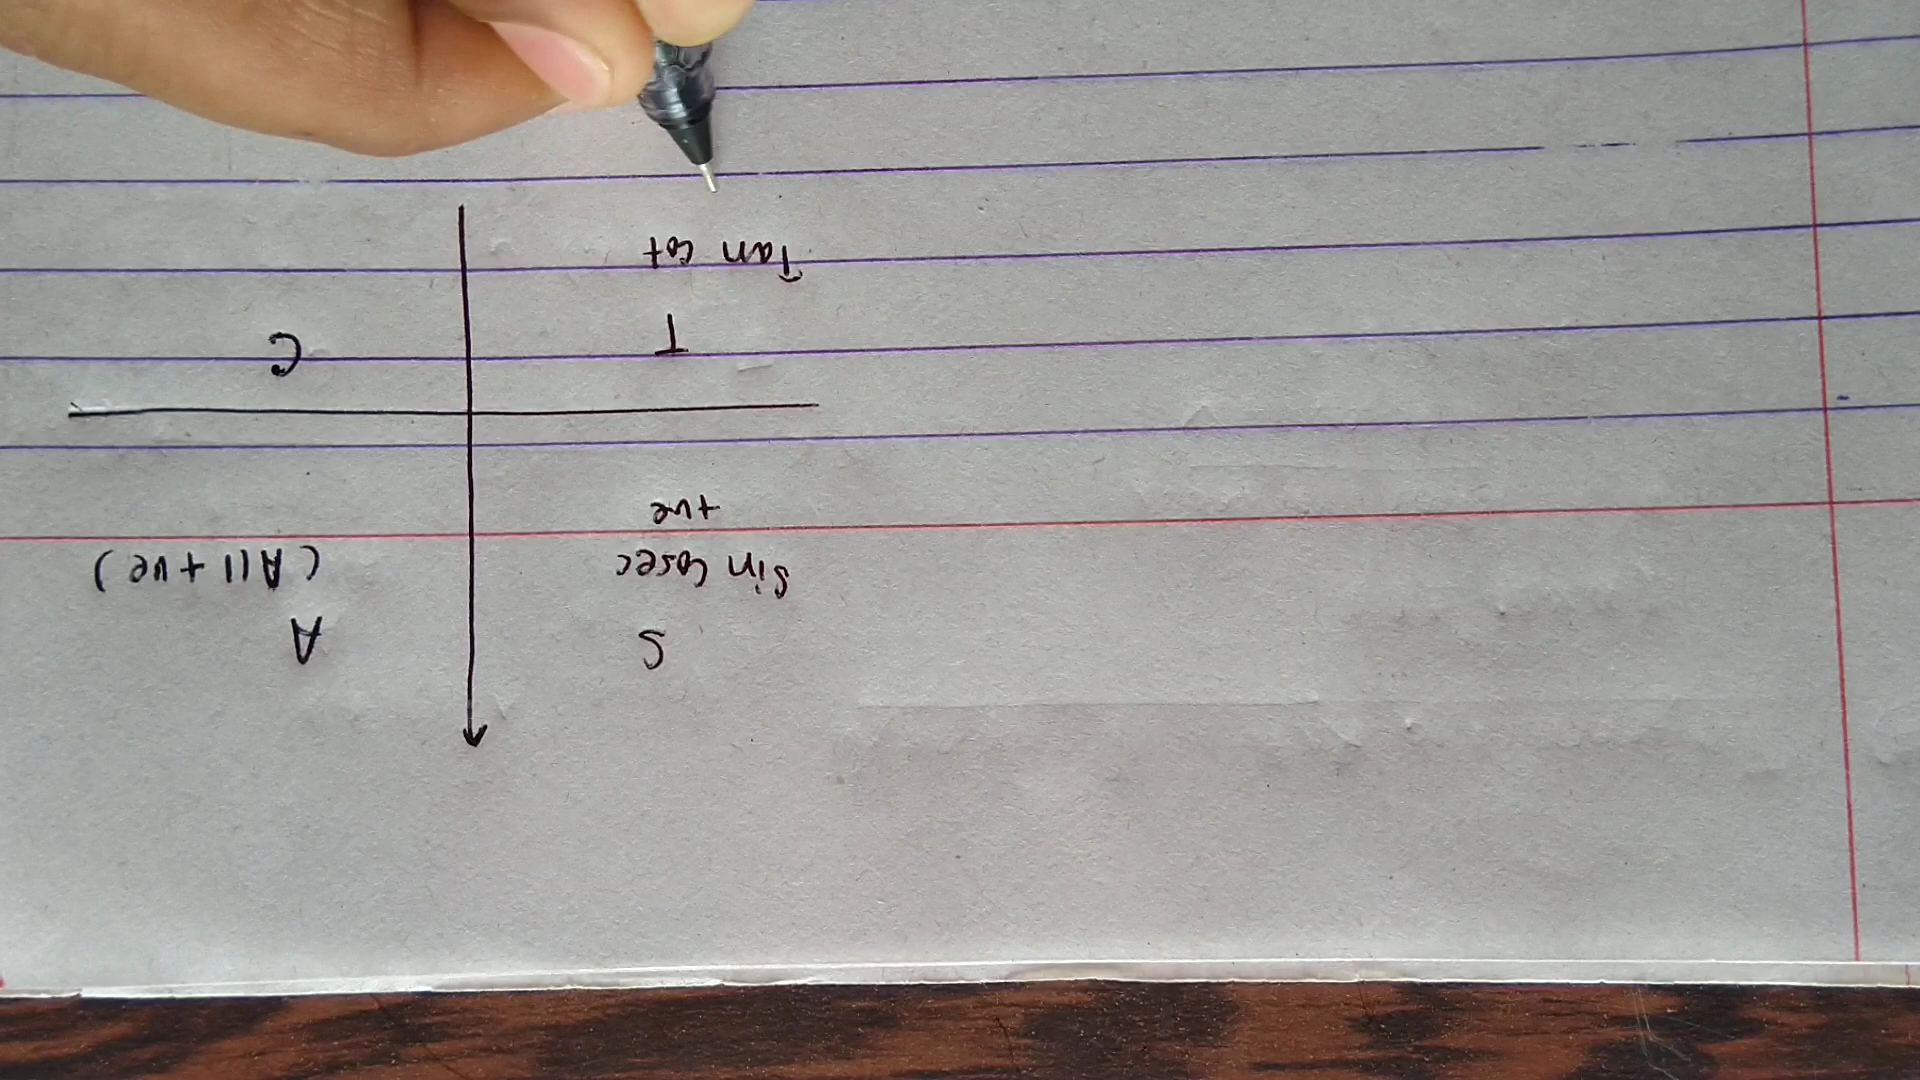 S
A
Sin Cosec
(All +ve)
+ve
T
C
Tan Cot